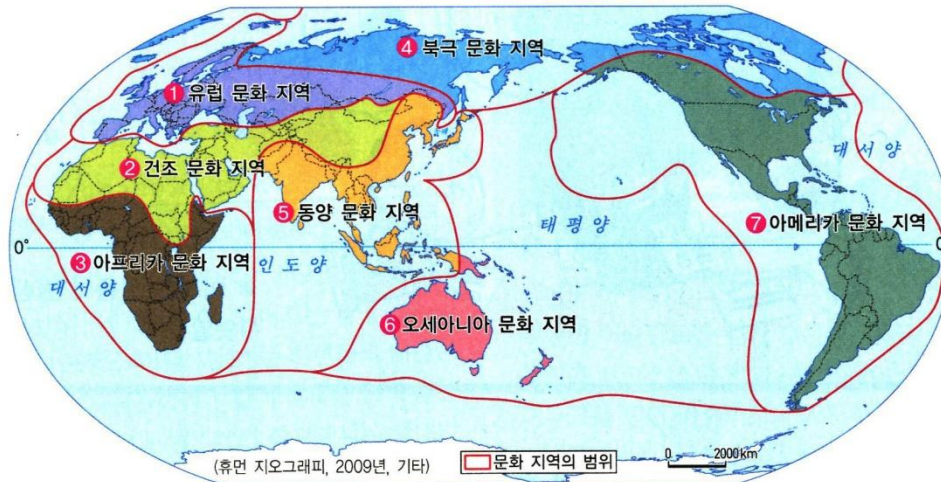 4 북극 문화 지역
1 유럽 문화 지역
2 건조 문화 지역
대서양
5 동양 문화 지역
태평양
7 아메리카 문화 지역
0°
0°
3 아프리카 문화 지역
인도양
대서양
6 오세아니아 문화 지역
(휴먼 지오그래피, 2009년, 기타)
문화 지역의 범위
0 2000km